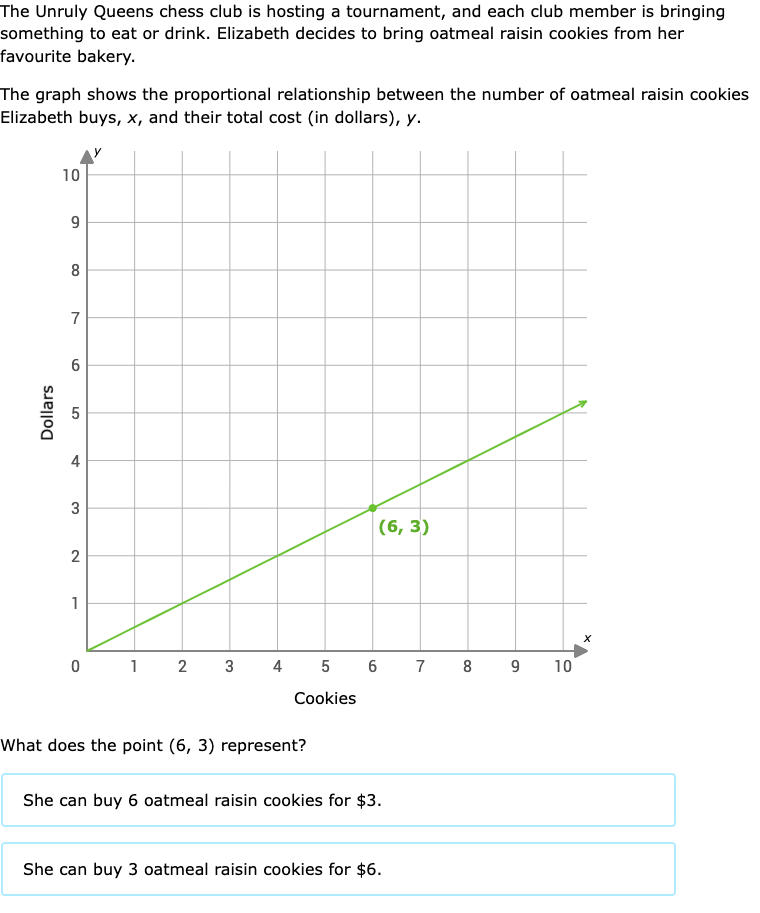 The Unruly Queens chess club is hosting a tournament, and each club member is bringing
something to eat or drink. Elizabeth decides to bring oatmeal raisin cookies from her
favourite bakery.
The graph shows the proportional relationship between the number of oatmeal raisin cookies
Elizabeth buys, x, and their total cost (in dollars), y.
y
10
9
8
7
6
5
4
3
2
1
Dollars
(6, 3)
x
0 1 2 3 4 5 6 7 8 9 10
Cookies
What does the point (6, 3) represent?
She can buy 6 oatmeal raisin cookies for $3.
She can buy 3 oatmeal raisin cookies for $6.